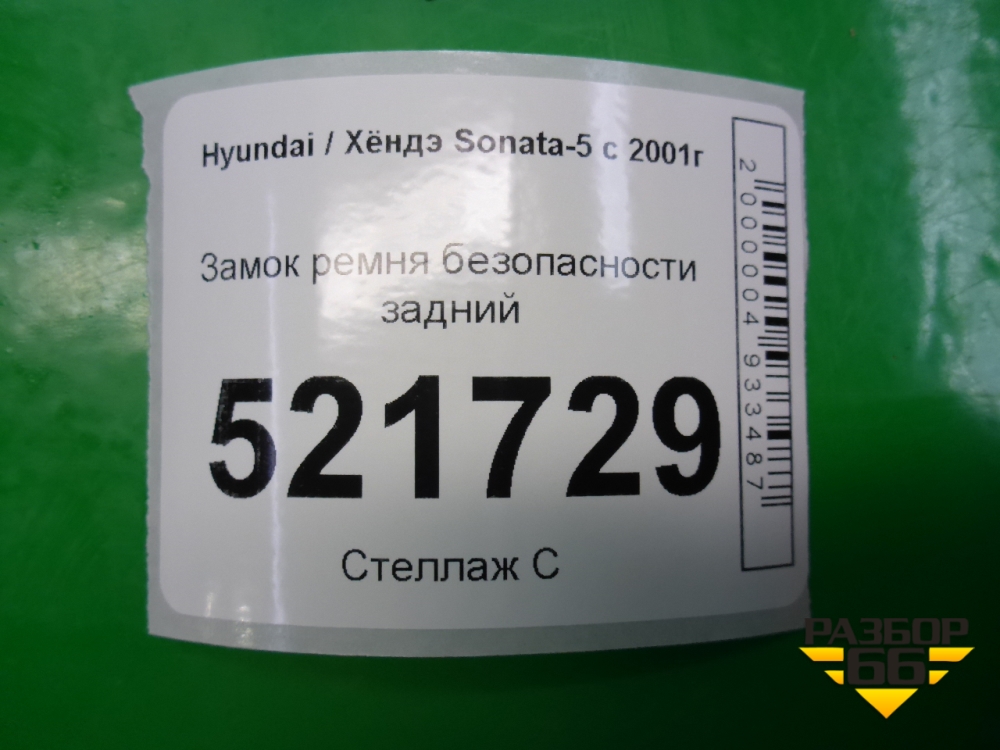 Hyundai / Хёндэ Sonata-5 с 2001г
Замок ремня безопасности
задний
521729
Стеллаж С
2000004933487
РАЗБОР
66